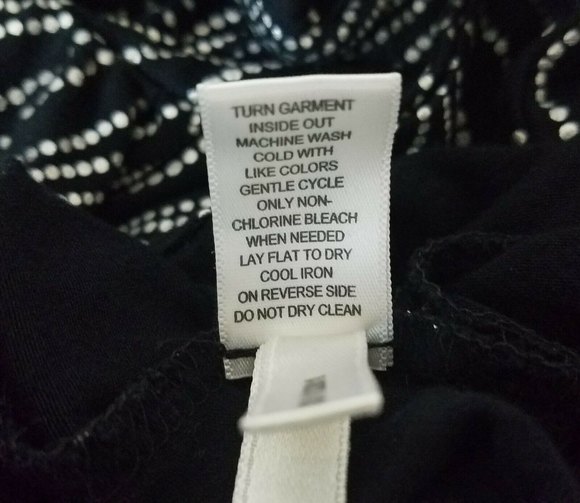 TURN GARMENT
INSIDE OUT
MACHINE WASH
COLD WITH
LIKE COLORS
GENTLE CYCLE
ONLY NON-
CHLORINE BLEACH
WHEN NEEDED
LAY FLAT TO DRY
COOL IRON
ON REVERSE SIDE
DO NOT DRY CLEAN